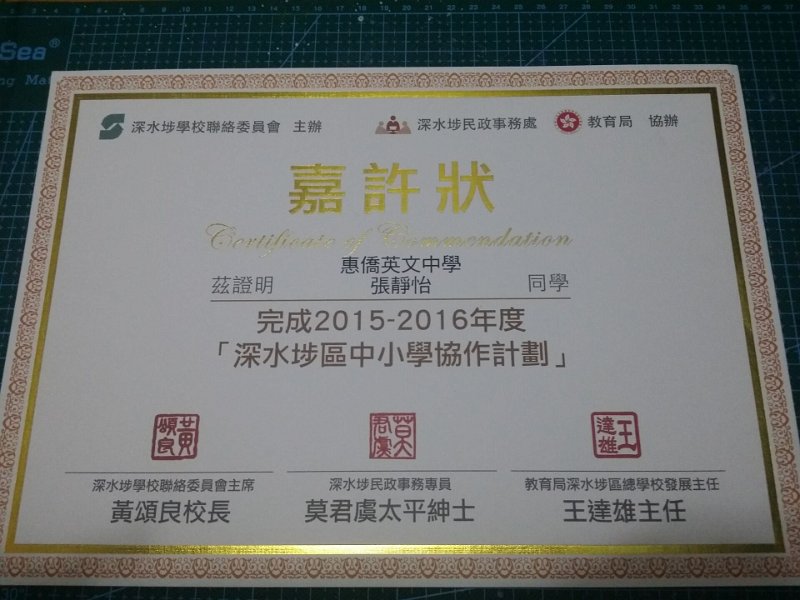 Sea®
深水埗學校聯絡委員會 主辦 深水埗民政事務處 教育局 協辦
嘉許狀
Certificate of Commendation
惠僑英文中學
茲證明 張靜怡 同學
完成2015-2016年度
「深水埗區中小學協作計劃」
黃頌良 莫君虞 王達雄
深水埗學校聯絡委員會主席 深水埗民政事務專員 教育局深水埗區總學校發展主任
黃頌良校長 莫君虞太平紳士 王達雄主任